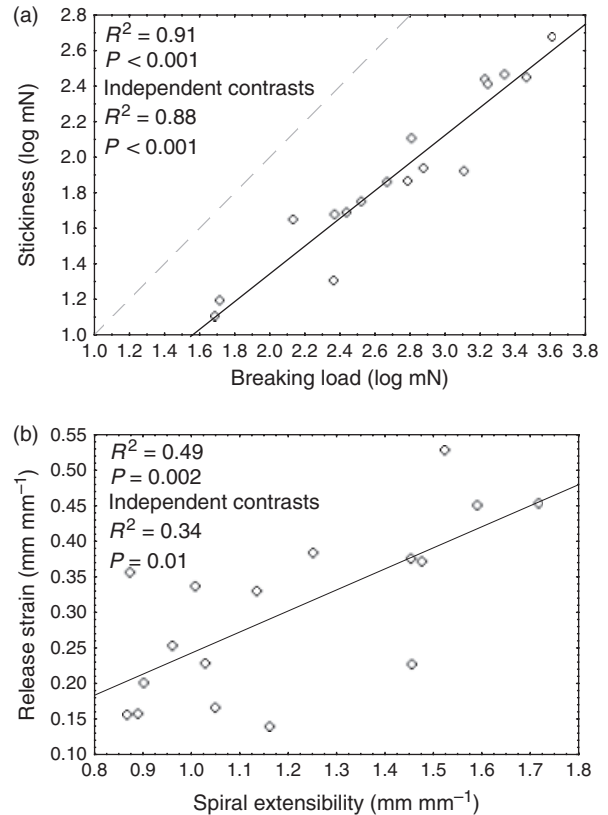 (a)
2.8
2.6
2.4
2.2
2.0
1.8
1.6
1.4
1.2
1.0
Stickiness (log mN)
R² = 0.91
P < 0.001
Independent contrasts
R² = 0.88
P < 0.001
1.0 1.2 1.4 1.6 1.8 2.0 2.2 2.4 2.6 2.8 3.0 3.2 3.4 3.6 3.8
Breaking load (log mN)
(b)
0.55
0.50
0.45
0.40
0.35
0.30
0.25
0.20
0.15
0.10
Release strain (mm mm⁻¹)
R² = 0.49
P = 0.002
Independent contrasts
R² = 0.34
P = 0.01
0.8 0.9 1.0 1.1 1.2 1.3 1.4 1.5 1.6 1.7 1.8
Spiral extensibility (mm mm⁻¹)